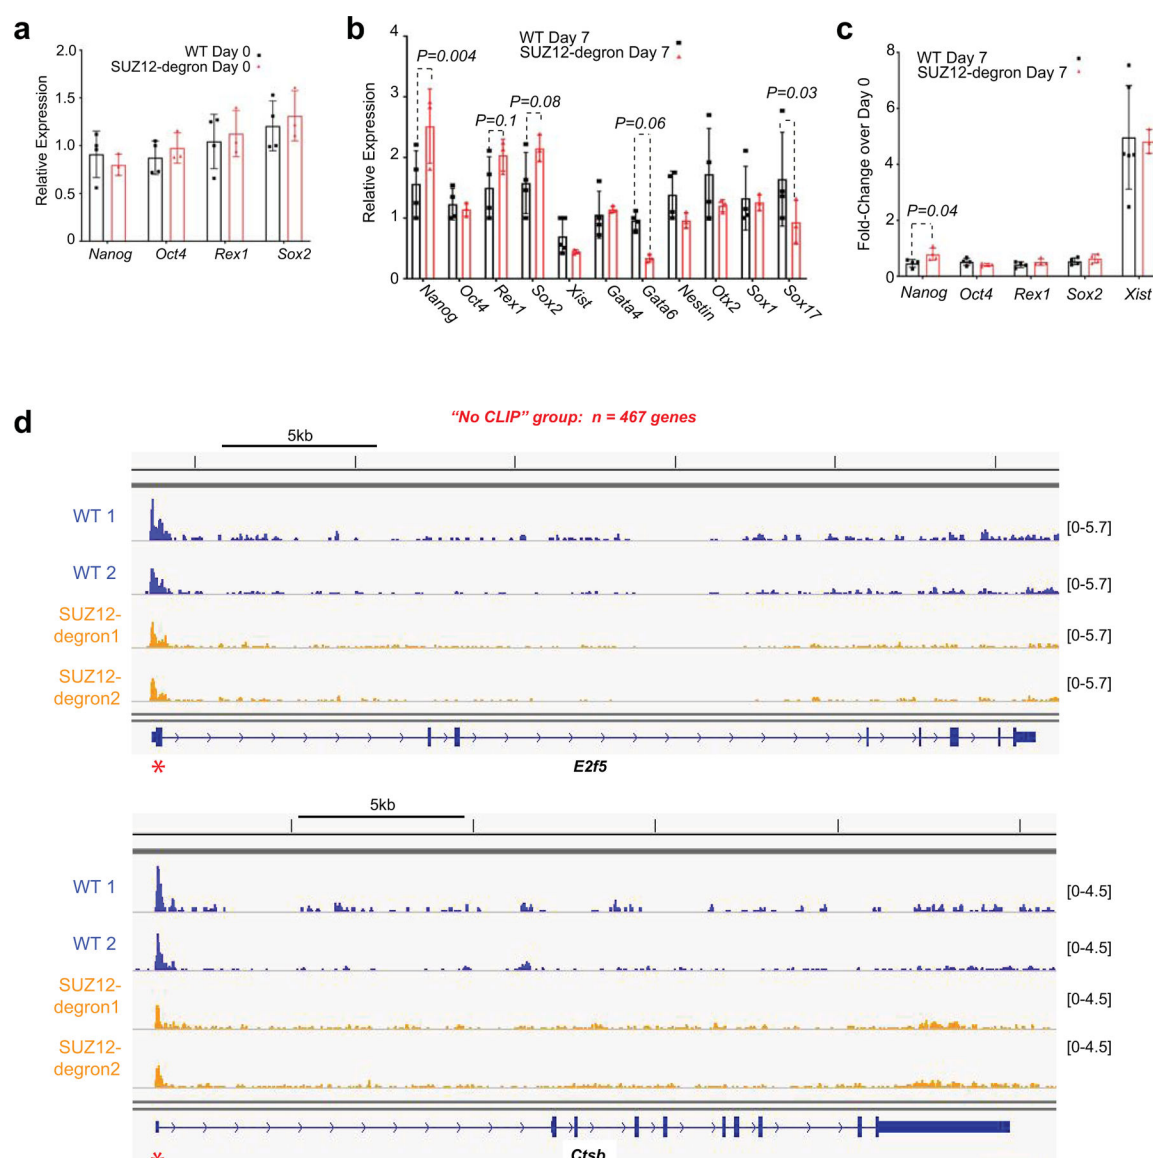 a
WT Day 0
SUZ12-degron Day 0
Relative Expression
2.0
1.5
1.0
0.5
0
Nanog Oct4 Rex1 Sox2
b
WT Day 7
SUZ12-degron Day 7
Relative Expression
4
3
2
1
0
P=0.004
P=0.1
P=0.08
P=0.06
P=0.03
Nanog Oct4 Rex1 Sox2 Xist Gata4 Gata6 Nestin Otx2 Sox1 Sox17
c
WT Day 7
SUZ12-degron Day 7
Fold-Change over Day 0
8
6
4
2
0
P=0.04
Nanog Oct4 Rex1 Sox2 Xist
d
“No CLIP” group: n = 467 genes
5kb
WT 1
[0-5.7]
WT 2
[0-5.7]
SUZ12-
degron1
[0-5.7]
SUZ12-
degron2
[0-5.7]
*
E2f5
5kb
WT 1
[0-4.5]
WT 2
[0-4.5]
SUZ12-
degron1
[0-4.5]
SUZ12-
degron2
[0-4.5]
*
Ctsb